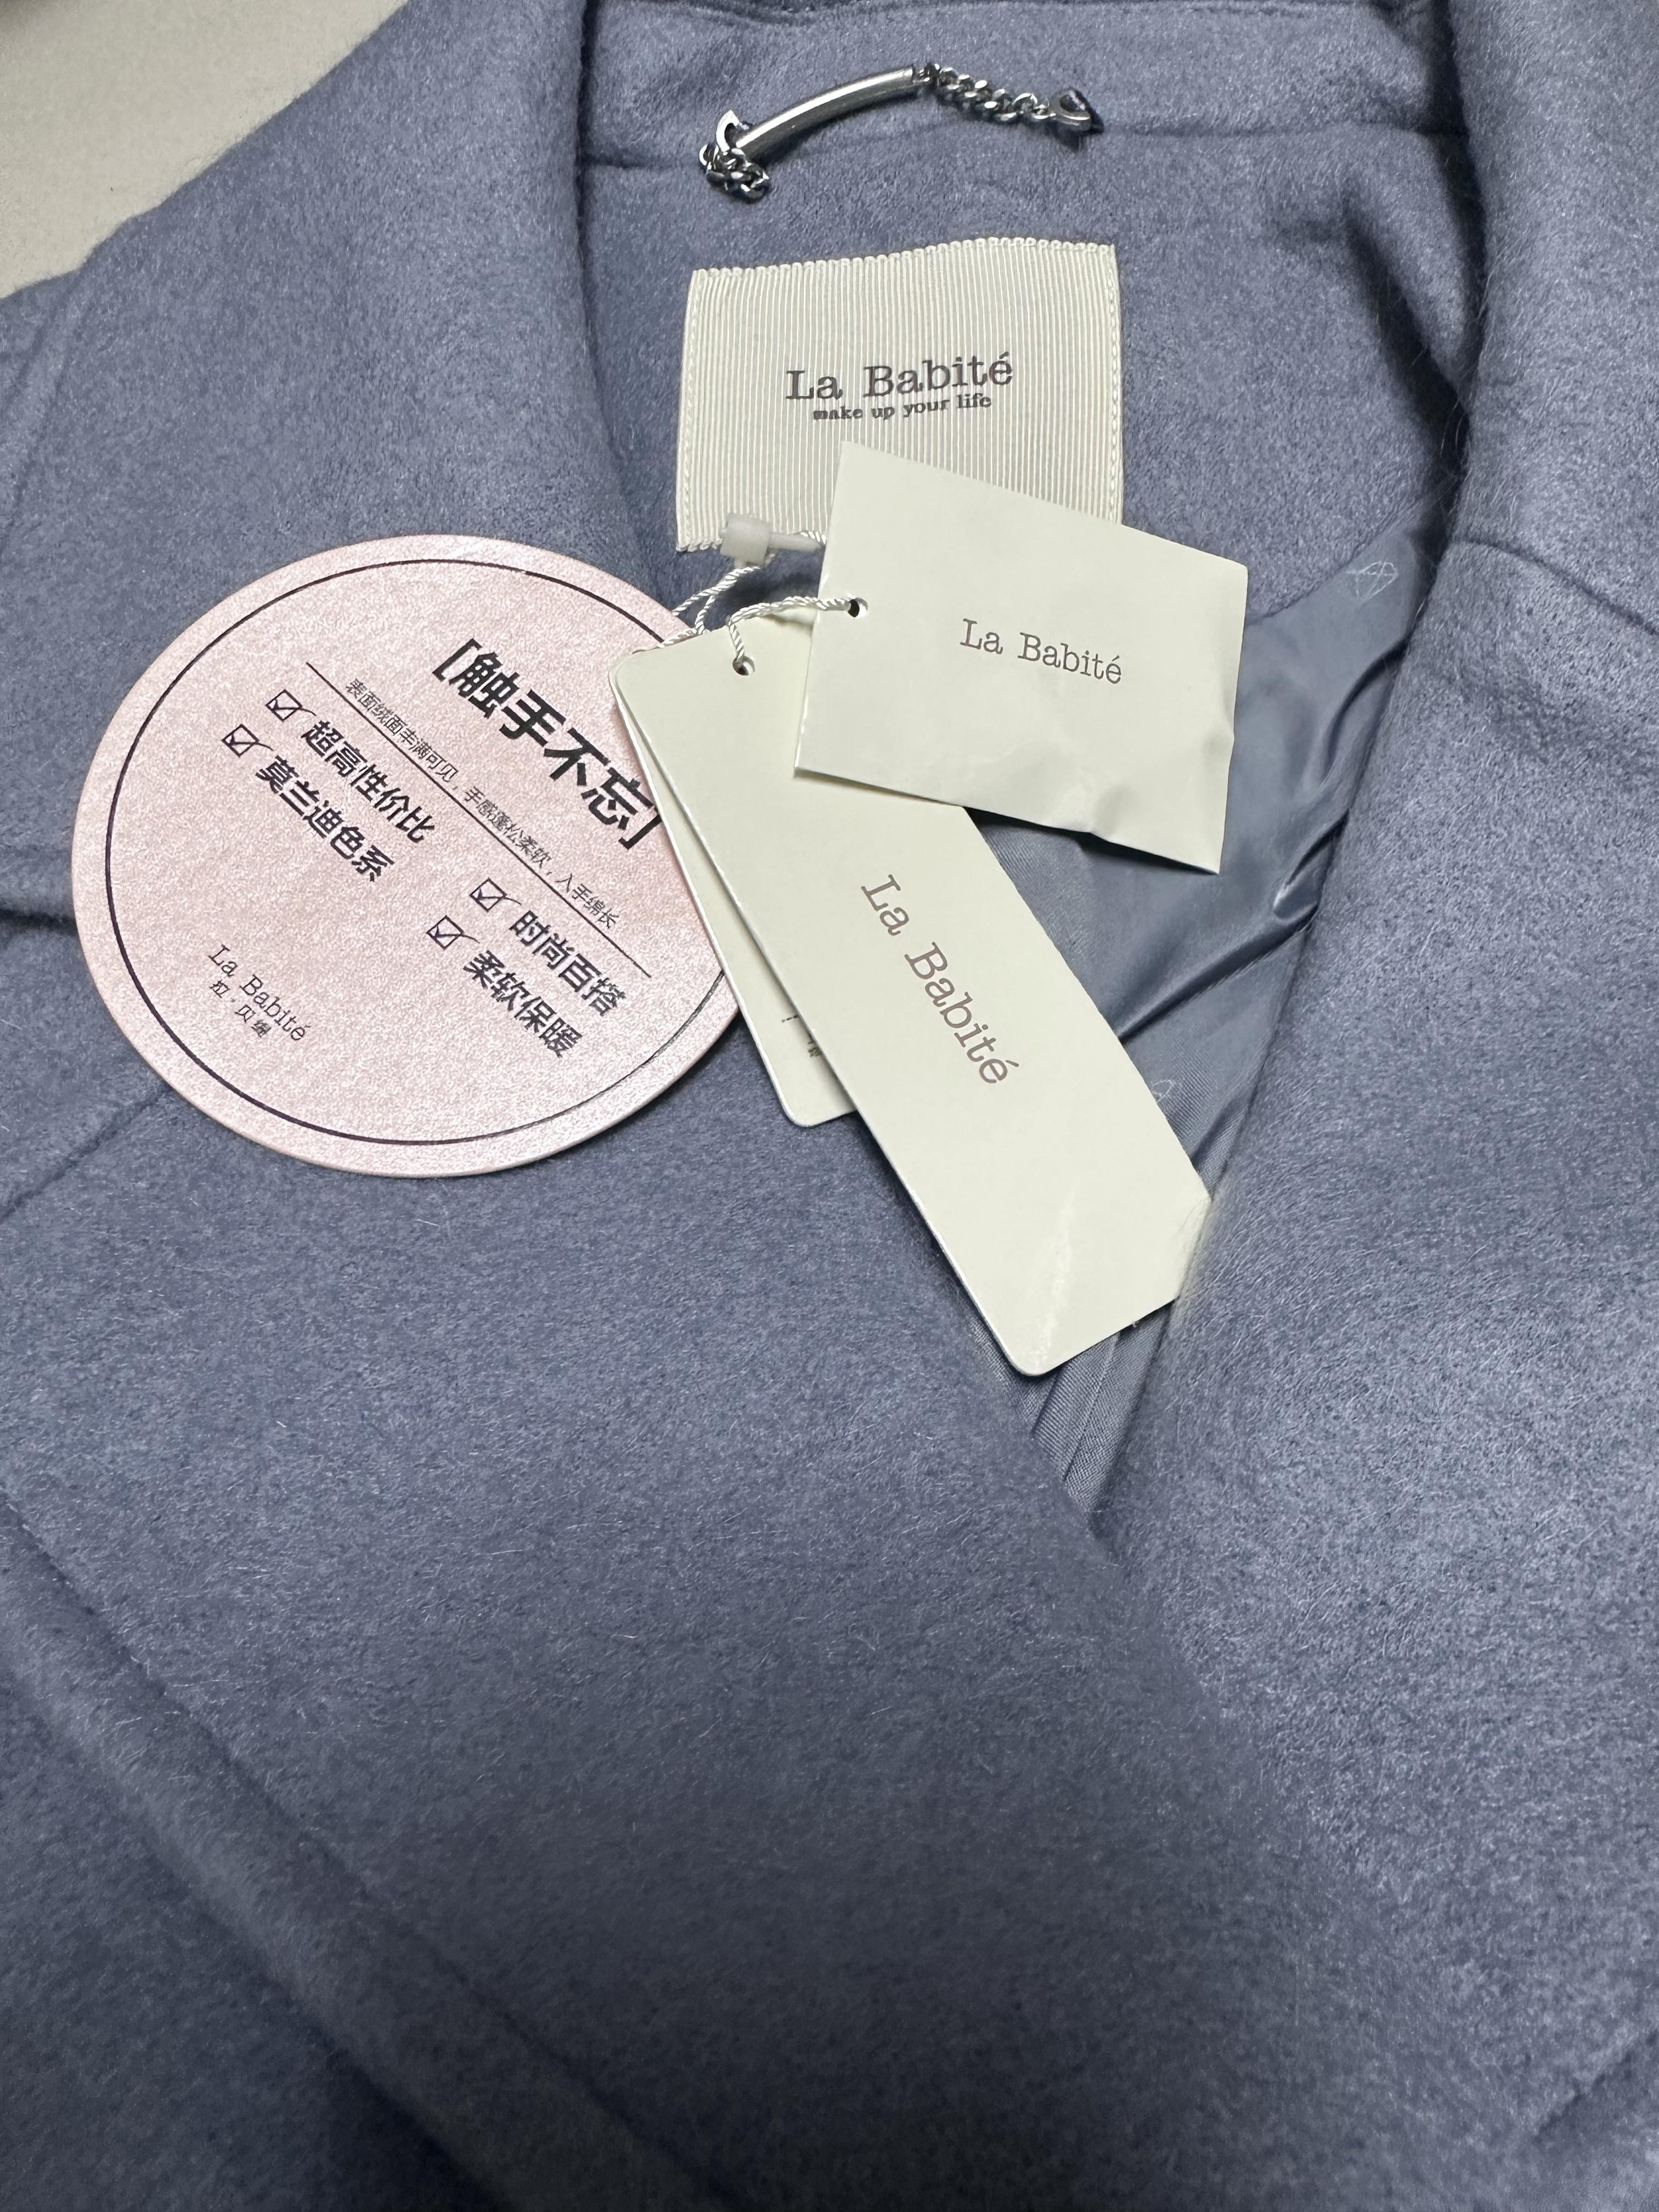 La Babité
make up your life
La Babité
La Babité
[触手不忘]
表面绒面丰满可见，手感蓬松柔软，入手绵长
超高性价比
时尚百搭
莫兰迪色系
柔软保暖
La Babité
拉·贝缇